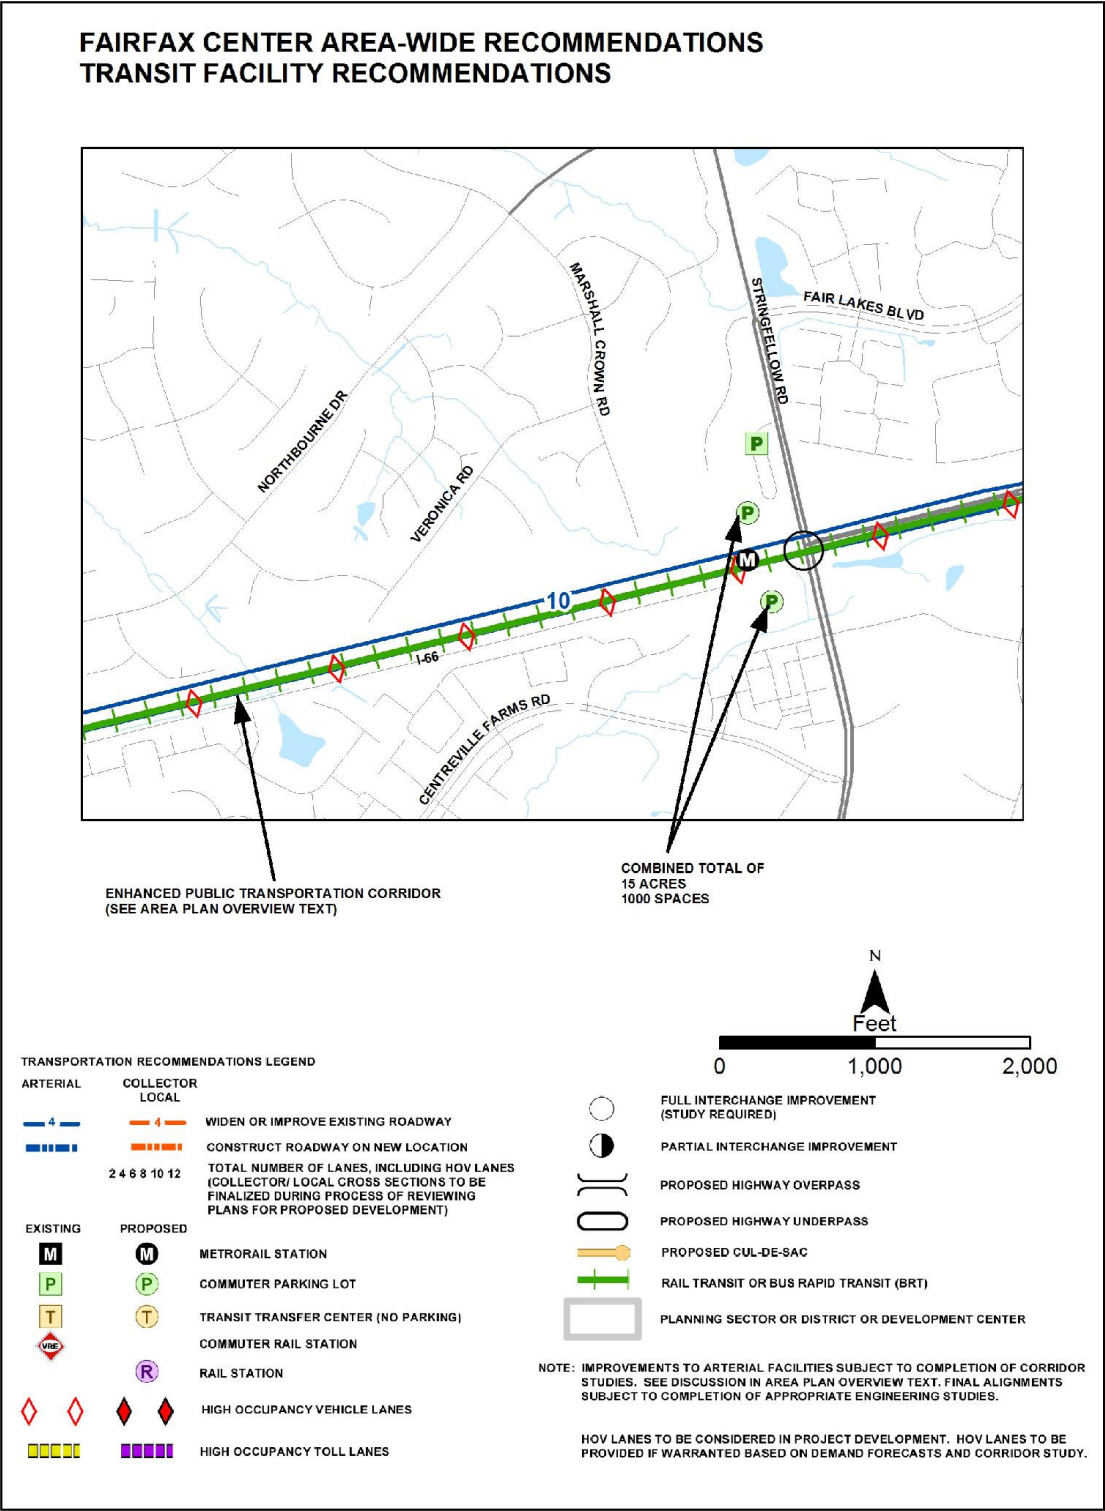 FAIRFAX CENTER AREA-WIDE RECOMMENDATIONS
TRANSIT FACILITY RECOMMENDATIONS
MARSHALL CROWN RD
STRINGFELLOW RD
FAIR LAKES BLVD
NORTHBOURNE DR
VERONICA RD
P
P
M
P
10
I-66
CENTREVILLE FARMS RD
ENHANCED PUBLIC TRANSPORTATION CORRIDOR
(SEE AREA PLAN OVERVIEW TEXT)
COMBINED TOTAL OF
15 ACRES
1000 SPACES
N
Feet
0 1,000 2,000
TRANSPORTATION RECOMMENDATIONS LEGEND
ARTERIAL COLLECTOR
LOCAL
4 4 WIDEN OR IMPROVE EXISTING ROADWAY
CONSTRUCT ROADWAY ON NEW LOCATION
2 4 6 8 10 12 TOTAL NUMBER OF LANES, INCLUDING HOV LANES
(COLLECTOR/ LOCAL CROSS SECTIONS TO BE
FINALIZED DURING PROCESS OF REVIEWING
PLANS FOR PROPOSED DEVELOPMENT)
EXISTING PROPOSED
M M METRORAIL STATION
P P COMMUTER PARKING LOT
T T TRANSIT TRANSFER CENTER (NO PARKING)
VRE COMMUTER RAIL STATION
R RAIL STATION
HIGH OCCUPANCY VEHICLE LANES
HIGH OCCUPANCY TOLL LANES
FULL INTERCHANGE IMPROVEMENT
(STUDY REQUIRED)
PARTIAL INTERCHANGE IMPROVEMENT
PROPOSED HIGHWAY OVERPASS
PROPOSED HIGHWAY UNDERPASS
PROPOSED CUL-DE-SAC
RAIL TRANSIT OR BUS RAPID TRANSIT (BRT)
PLANNING SECTOR OR DISTRICT OR DEVELOPMENT CENTER
NOTE: IMPROVEMENTS TO ARTERIAL FACILITIES SUBJECT TO COMPLETION OF CORRIDOR
STUDIES. SEE DISCUSSION IN AREA PLAN OVERVIEW TEXT. FINAL ALIGNMENTS
SUBJECT TO COMPLETION OF APPROPRIATE ENGINEERING STUDIES.
HOV LANES TO BE CONSIDERED IN PROJECT DEVELOPMENT. HOV LANES TO BE
PROVIDED IF WARRANTED BASED ON DEMAND FORECASTS AND CORRIDOR STUDY.